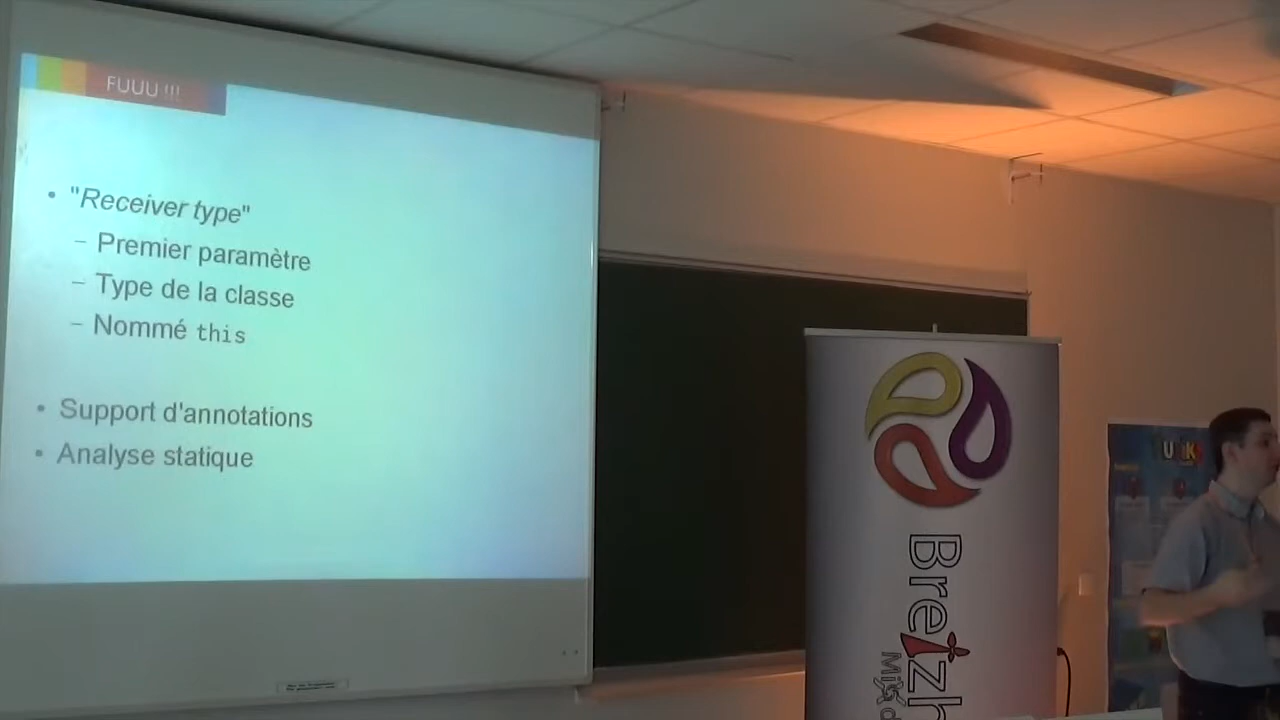 FUUU !!!
• "Receiver type"
– Premier paramètre
– Type de la classe
– Nommé this
• Support d'annotations
• Analyse statique
Breizh